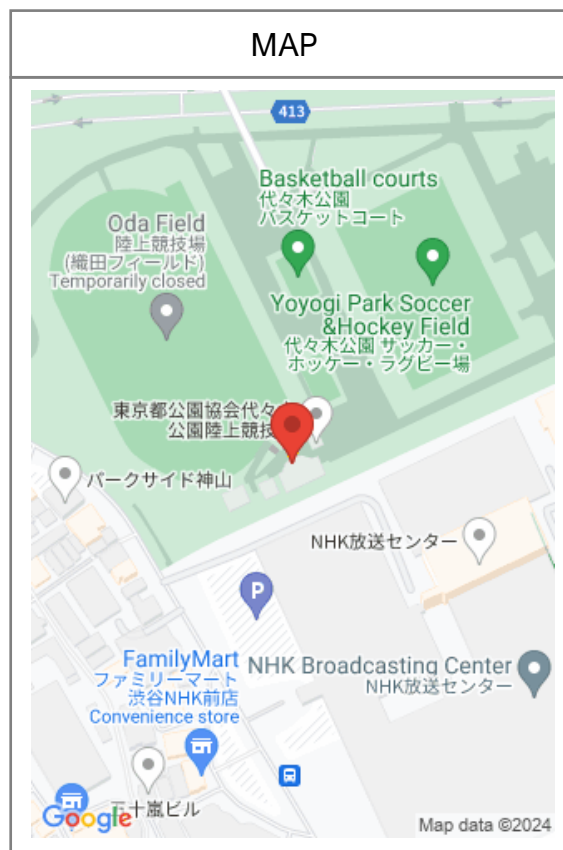 MAP
413
Basketball courts
代々木公園
バスケットコート
Oda Field
陸上競技場
(織田フィールド)
Temporarily closed
Yoyogi Park Soccer
&Hockey Field
代々木公園 サッカー・
ホッケー・ラグビー場
東京都公園協会代々
公園陸上競技
パークサイド神山
NHK放送センター
P
FamilyMart
ファミリーマート
渋谷NHK前店
Convenience store
NHK Broadcasting Center
NHK放送センター
十嵐ビル
Google
Map data ©2024